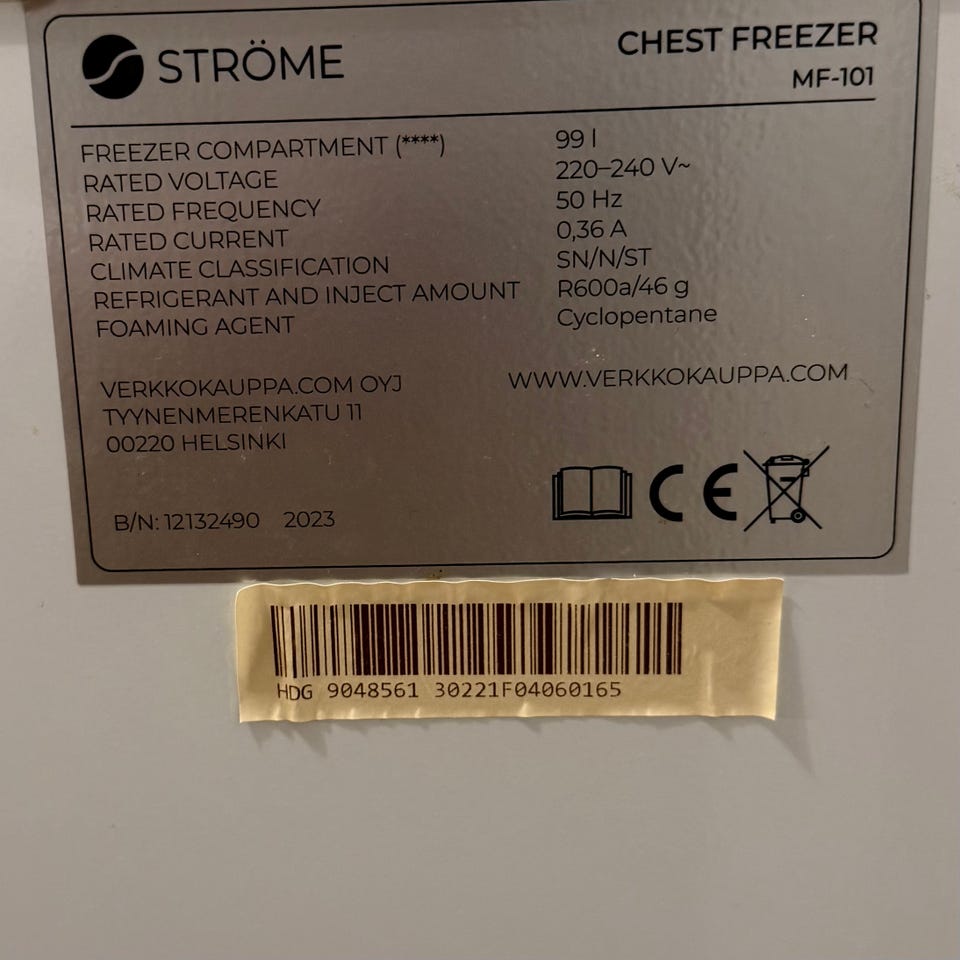 STRÖME
CHEST FREEZER
MF-101
FREEZER COMPARTMENT (****) 99 l
RATED VOLTAGE 220–240 V~
RATED FREQUENCY 50 Hz
RATED CURRENT 0,36 A
CLIMATE CLASSIFICATION SN/N/ST
REFRIGERANT AND INJECT AMOUNT R600a/46 g
FOAMING AGENT Cyclopentane
VERKKOKAUPPA.COM OYJ WWW.VERKKOKAUPPA.COM
TYYNENMERENKATU 11
00220 HELSINKI
B/N: 12132490 2023
CE
HDG 9048561 30221F04060165